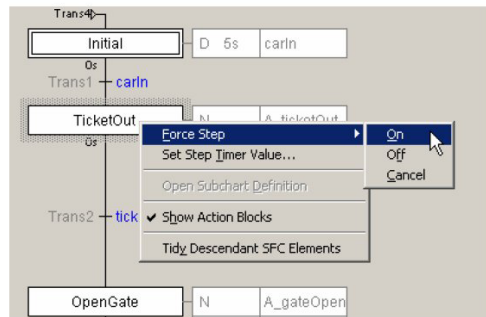 Trans4
Initial
D 5s carIn
0s
Trans1 carIn
TicketOut
N A_ticketOut
0s
Force Step
On
Set Step Timer Value...
Off
Open Subchart Definition
Cancel
Trans2 tick
Show Action Blocks
Tidy Descendant SFC Elements
OpenGate
N A_gateOpen